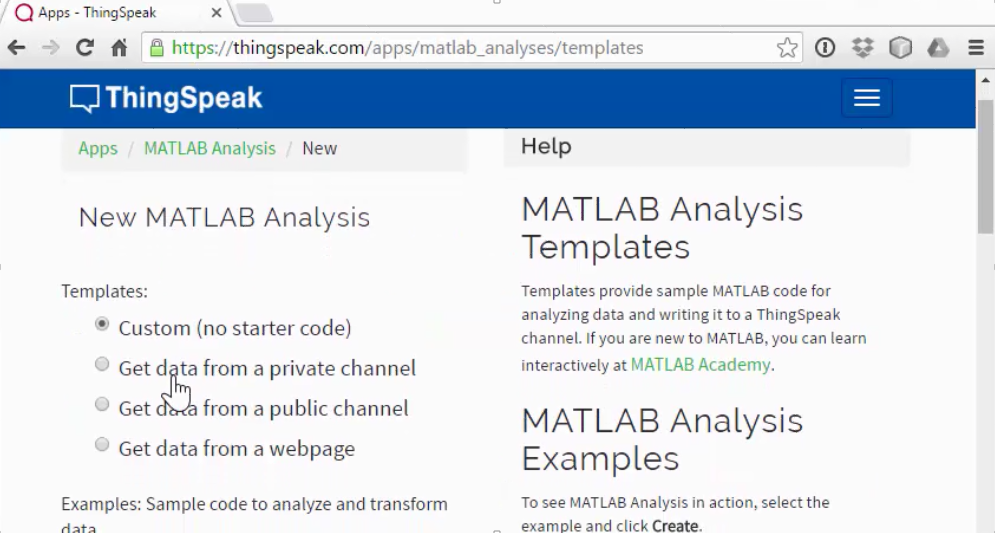 Apps - ThingSpeak
https://thingspeak.com/apps/matlab_analyses/templates
ThingSpeak
Apps / MATLAB Analysis / New
New MATLAB Analysis
Templates:
Custom (no starter code)
Get data from a private channel
Get data from a public channel
Get data from a webpage
Examples: Sample code to analyze and transform
data
Help
MATLAB Analysis
Templates
Templates provide sample MATLAB code for
analyzing data and writing it to a ThingSpeak
channel. If you are new to MATLAB, you can learn
interactively at MATLAB Academy.
MATLAB Analysis
Examples
To see MATLAB Analysis in action, select the
example and click Create.